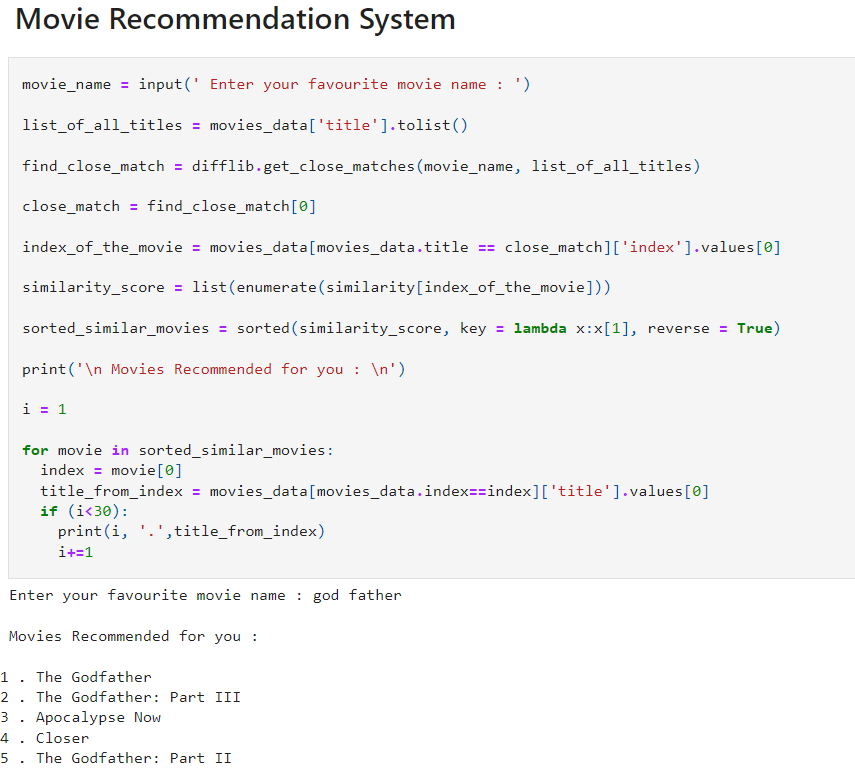 Movie Recommendation System
movie_name = input(' Enter your favourite movie name : ')
list_of_all_titles = movies_data['title'].tolist()
find_close_match = difflib.get_close_matches(movie_name, list_of_all_titles)
close_match = find_close_match[0]
index_of_the_movie = movies_data[movies_data.title == close_match]['index'].values[0]
similarity_score = list(enumerate(similarity[index_of_the_movie]))
sorted_similar_movies = sorted(similarity_score, key = lambda x:x[1], reverse = True)
print('\n Movies Recommended for you : \n')
i = 1
for movie in sorted_similar_movies:
  index = movie[0]
  title_from_index = movies_data[movies_data.index==index]['title'].values[0]
  if (i<30):
    print(i, '.',title_from_index)
    i+=1
Enter your favourite movie name : god father
Movies Recommended for you :
1 . The Godfather
2 . The Godfather: Part III
3 . Apocalypse Now
4 . Closer
5 . The Godfather: Part II